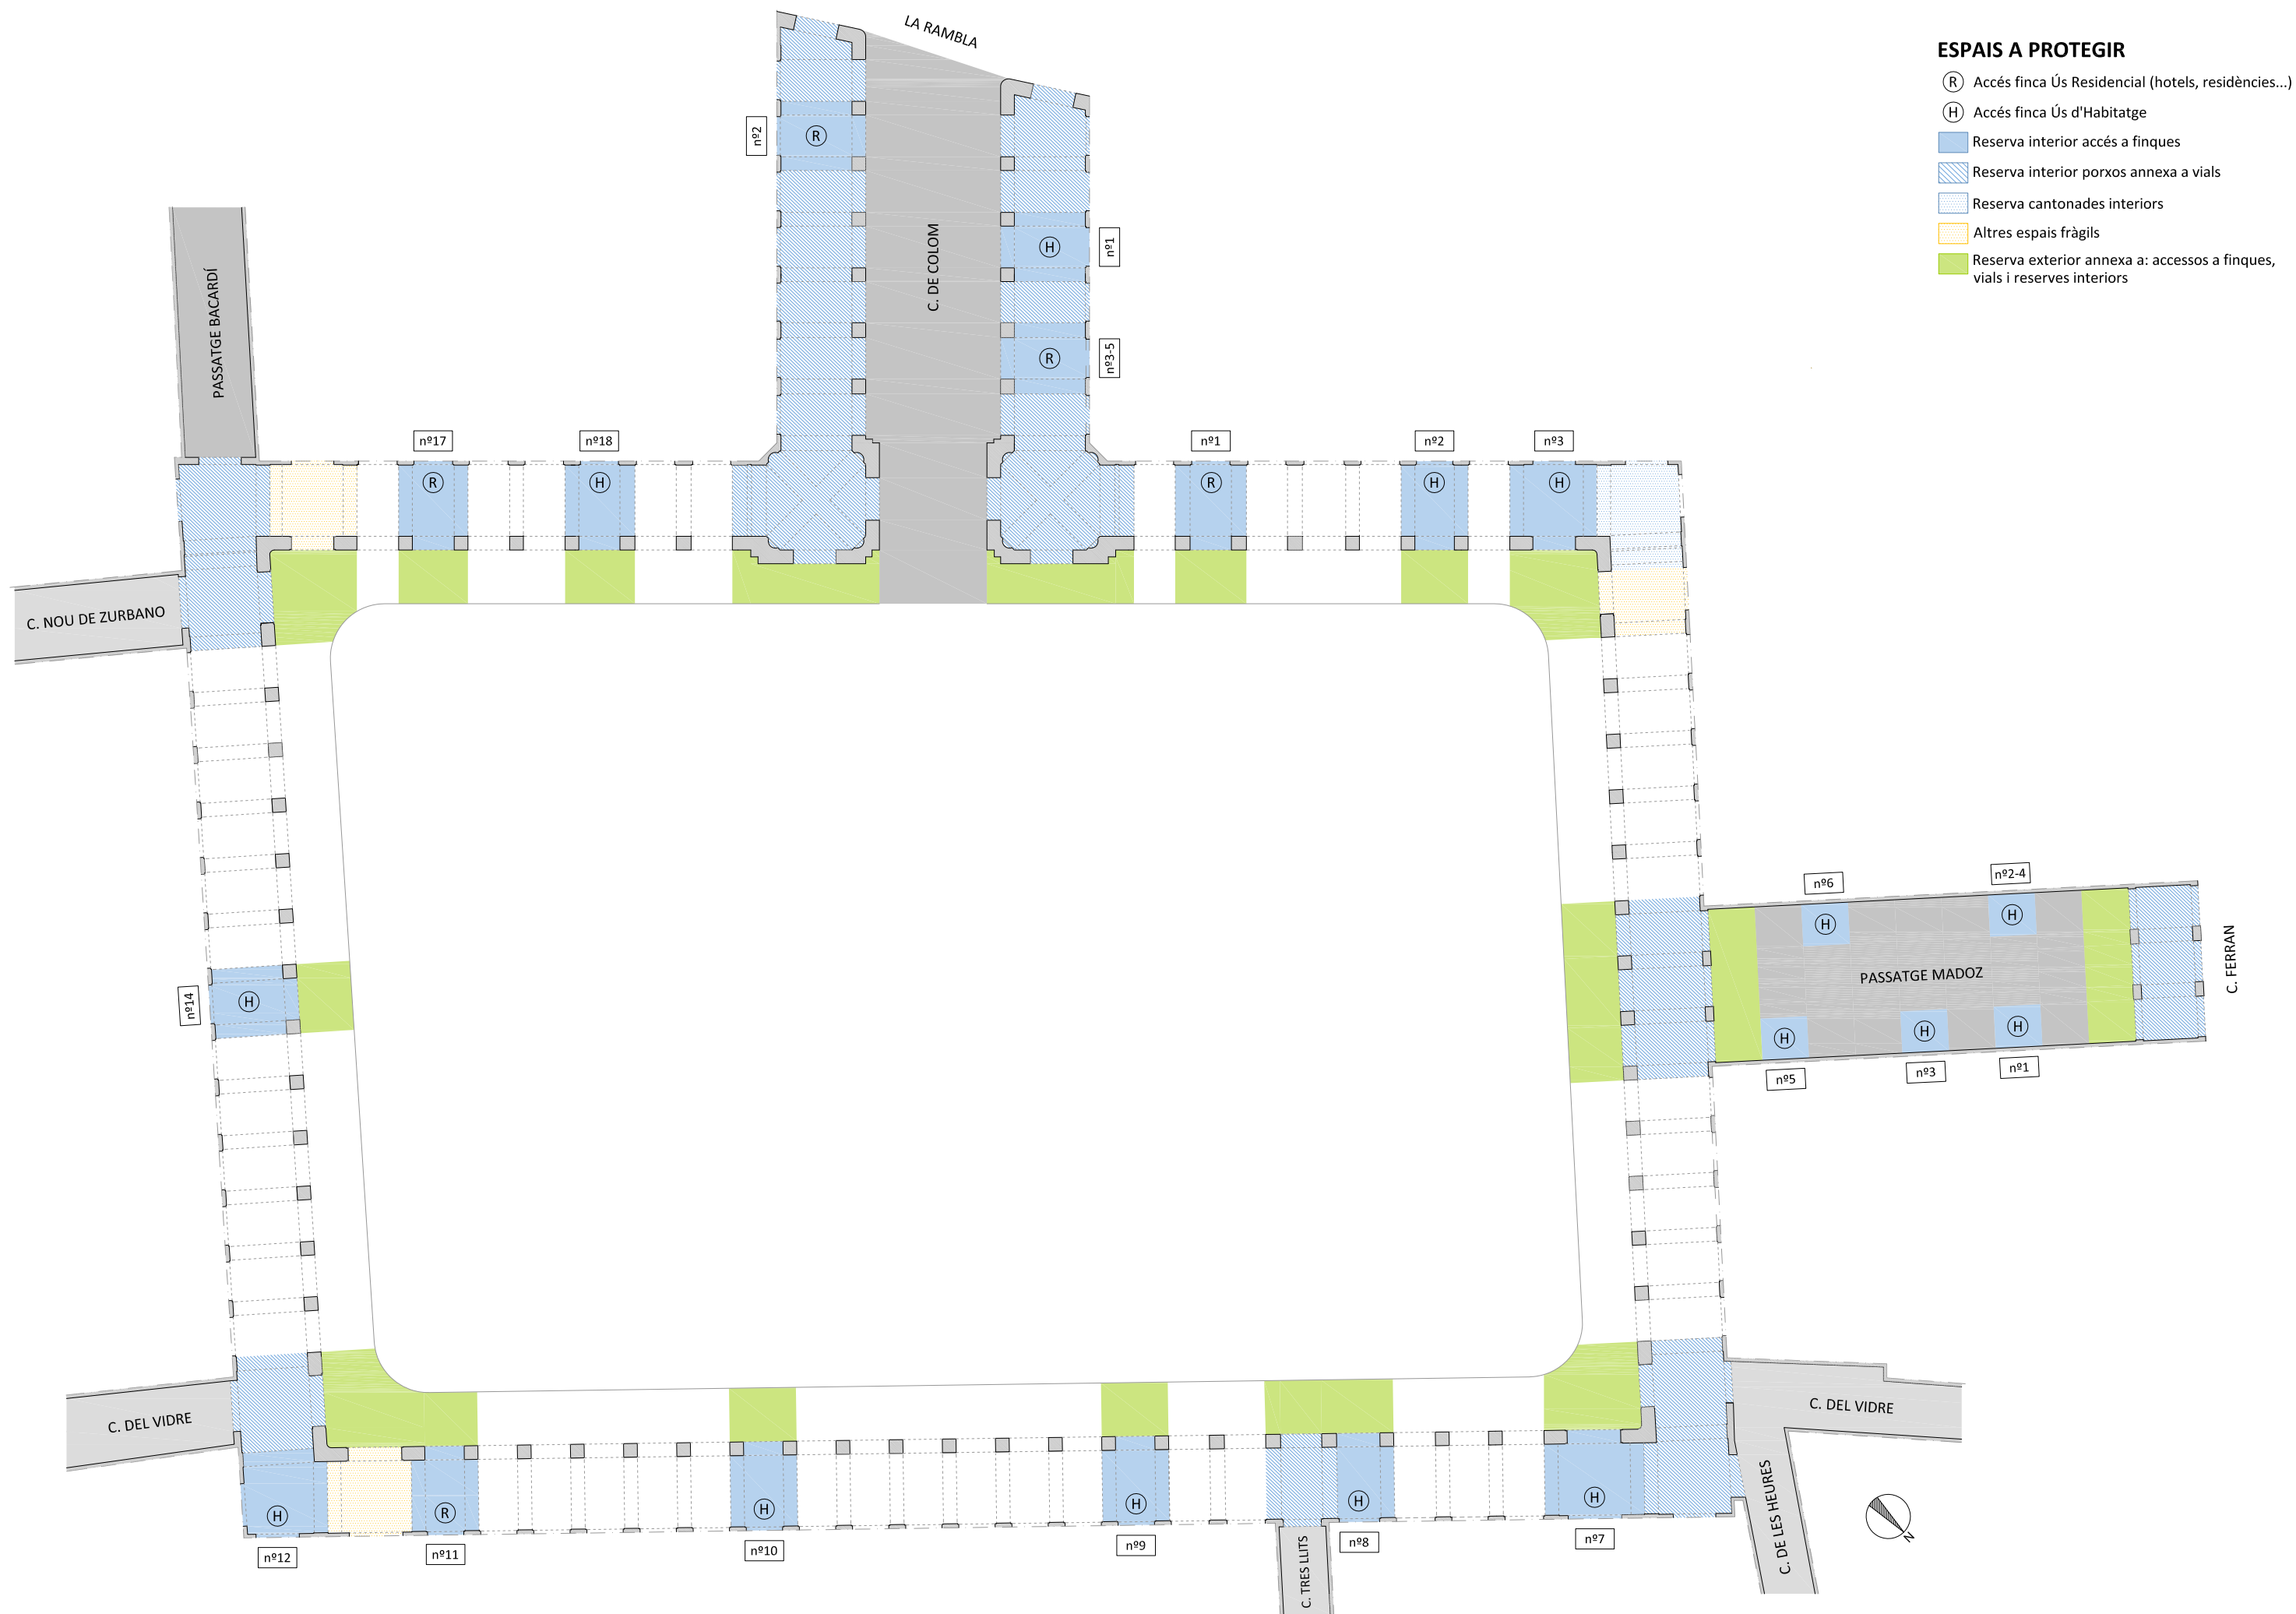 LA RAMBLA
ESPAIS A PROTEGIR
R Accés finca Ús Residencial (hotels, residències...)
H Accés finca Ús d'Habitatge
Reserva interior accés a finques
Reserva interior porxos annexa a vials
Reserva cantonades interiors
Altres espais fràgils
Reserva exterior annexa a: accessos a finques,
vials i reserves interiors
nº2
R
C. DE COLOM
H
nº1
R
nº3-5
PASSATGE BACARDÍ
nº17
nº18
nº1
nº2
nº3
R
H
R
H
H
C. NOU DE ZURBANO
nº14
H
nº6
nº2-4
H
H
PASSATGE MADOZ
C. FERRAN
H
H
H
nº5
nº3
nº1
C. DEL VIDRE
C. DEL VIDRE
C. DE LES HEURES
H
R
H
H
H
H
nº12
nº11
nº10
nº9
nº8
nº7
C. TRES LLITS
N